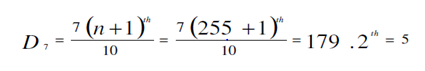 D₇ = 7(n+1)ᵗʰ / 10 = 7(255 +1)ᵗʰ / 10 = 179 .2ᵗʰ = 5